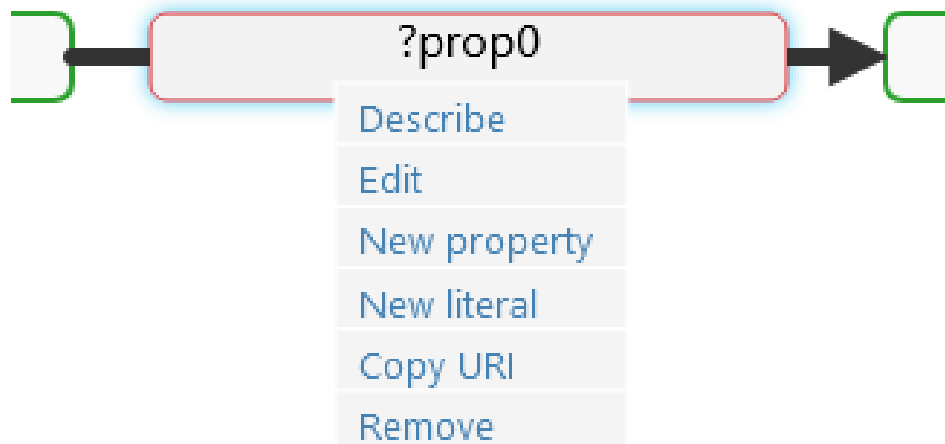 ?prop0
Describe
Edit
New property
New literal
Copy URI
Remove